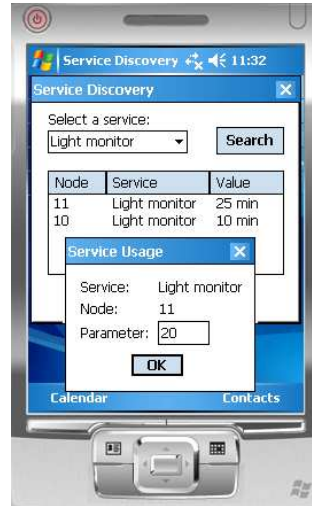 Service Discovery 11:32
Service Discovery
Select a service:
Light monitor Search
Node Service Value
11 Light monitor 25 min
10 Light monitor 10 min
Service Usage
Service: Light monitor
Node: 11
Parameter: 20
OK
Calendar Contacts